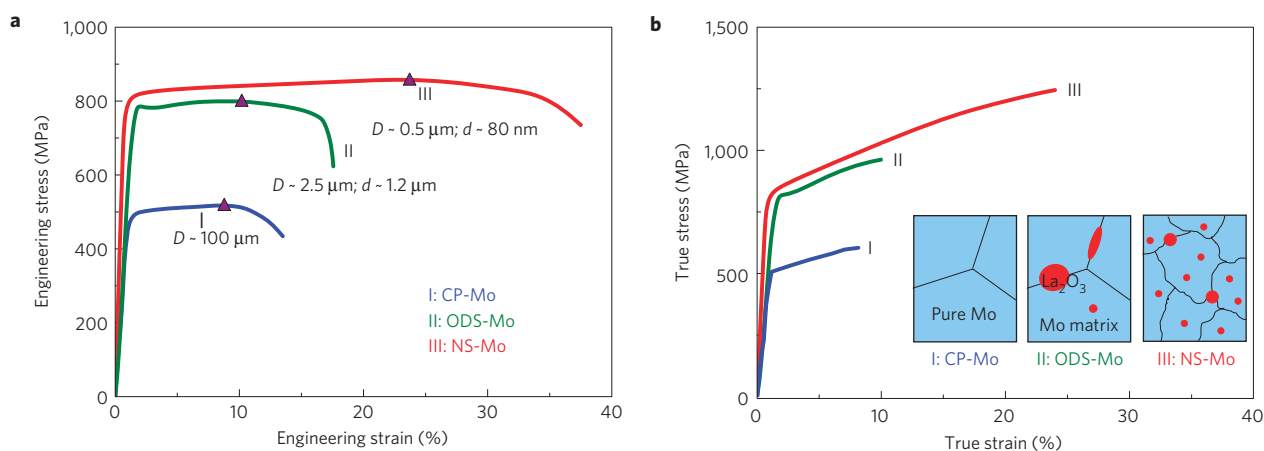 a
1,000
800
600
400
200
0
Engineering stress (MPa)
III
D ~ 0.5 μm; d ~ 80 nm
II
D ~ 2.5 μm; d ~ 1.2 μm
I
D ~ 100 μm
I: CP-Mo
II: ODS-Mo
III: NS-Mo
0 10 20 30 40
Engineering strain (%)
b
1,500
1,000
500
0
True stress (MPa)
III
II
I
Pure Mo
La₂O₃
Mo matrix
I: CP-Mo
II: ODS-Mo
III: NS-Mo
0 10 20 30 40
True strain (%)